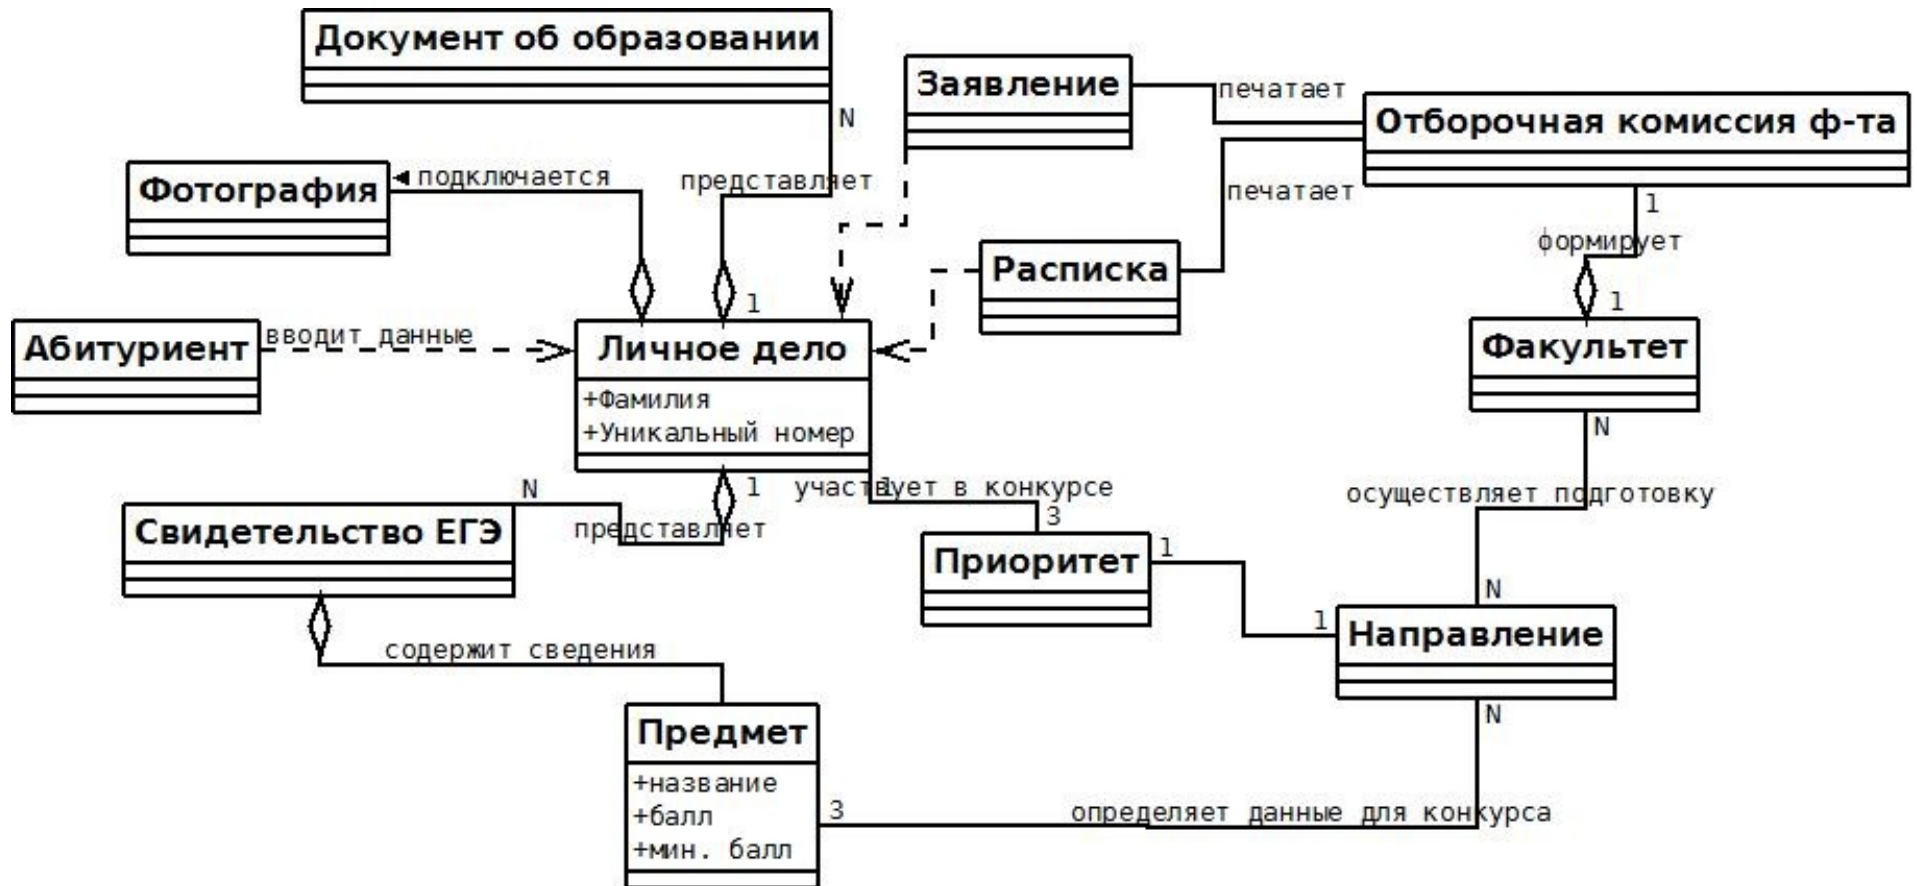 Документ об образовании
N
Заявление
печатает
Отборочная комиссия ф-та
Фотография
подключается
представляет
печатает
1
формирует
Расписка
1
1
Абитуриент
вводит данные
Личное дело
+Фамилия
+Уникальный номер
Факультет
N
N
1
участвует в конкурсе
1
3
осуществляет подготовку
Свидетельство ЕГЭ
представляет
Приоритет
1
N
1
Направление
содержит сведения
N
Предмет
+название
+балл
+мин. балл
3
определяет данные для конкурса